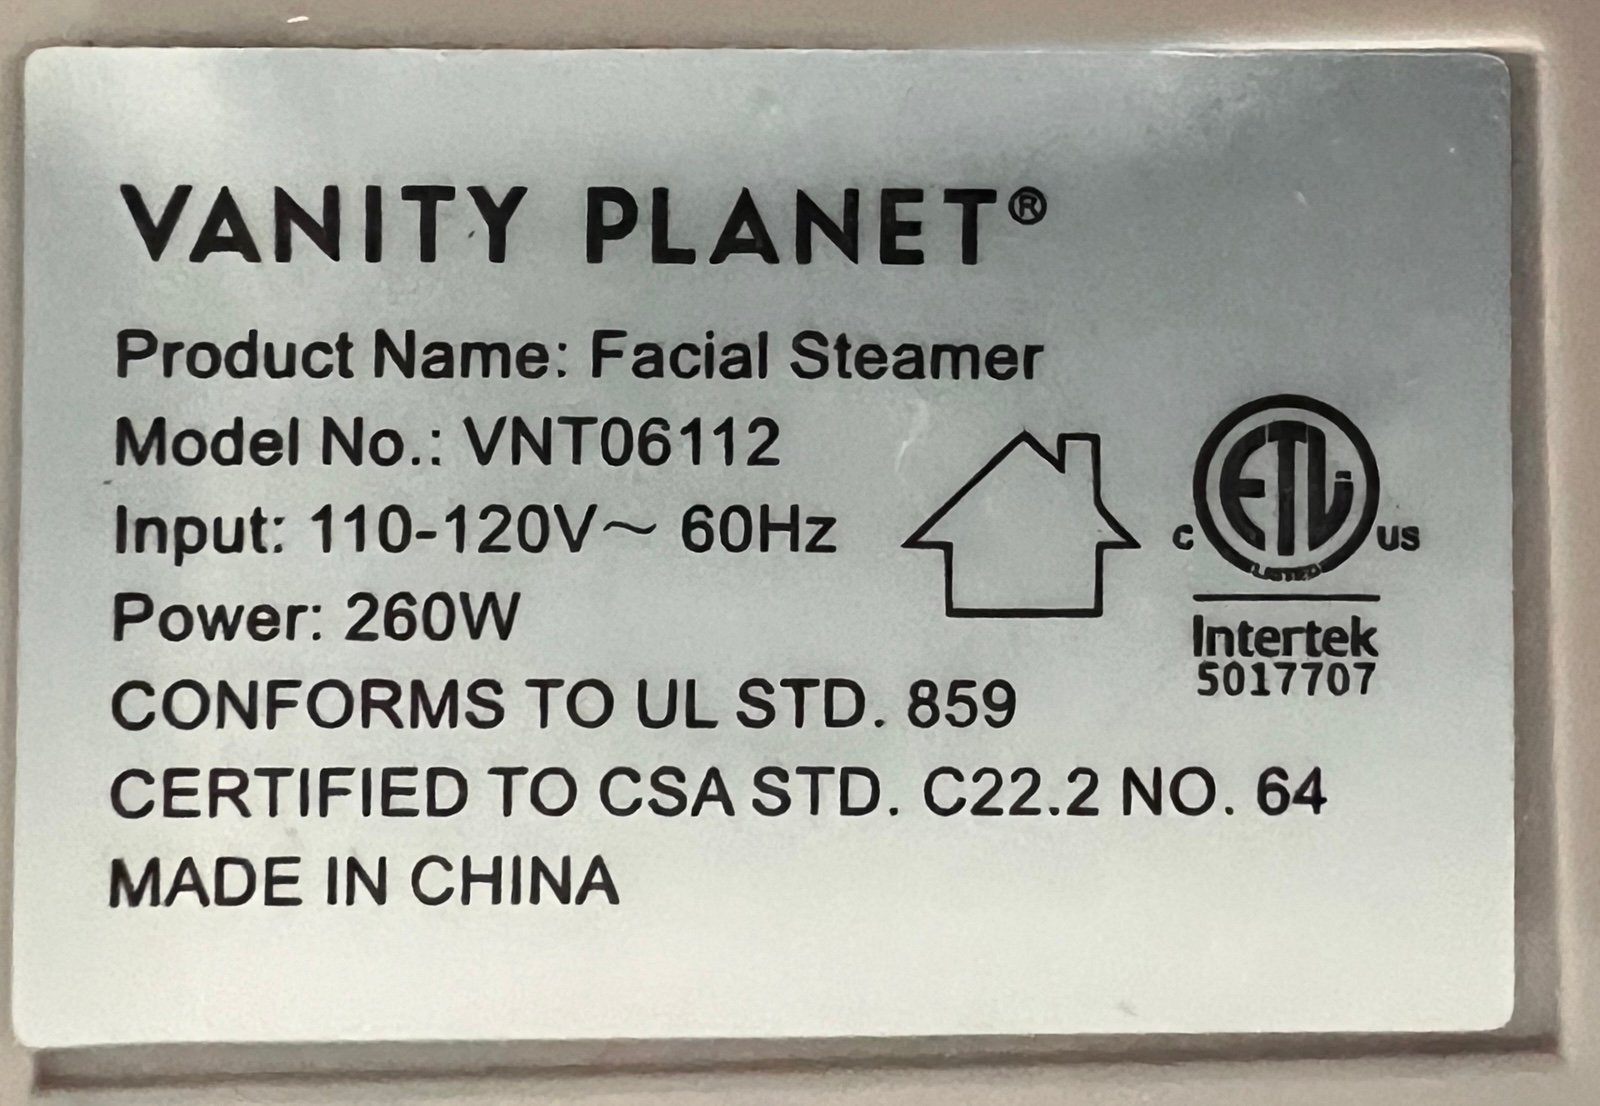 VANITY PLANET®
Product Name: Facial Steamer
Model No.: VNT06112
Input: 110-120V～ 60Hz
Power: 260W
CONFORMS TO UL STD. 859
CERTIFIED TO CSA STD. C22.2 NO. 64
MADE IN CHINA
ETL
C US
LISTED
Intertek
5017707